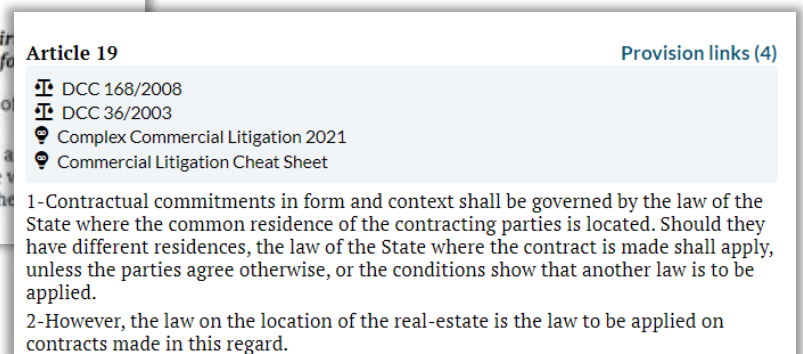 Article 19
Provision links (4)
DCC 168/2008
DCC 36/2003
Complex Commercial Litigation 2021
Commercial Litigation Cheat Sheet
1-Contractual commitments in form and context shall be governed by the law of the
State where the common residence of the contracting parties is located. Should they
have different residences, the law of the State where the contract is made shall apply,
unless the parties agree otherwise, or the conditions show that another law is to be
applied.
2-However, the law on the location of the real-estate is the law to be applied on
contracts made in this regard.